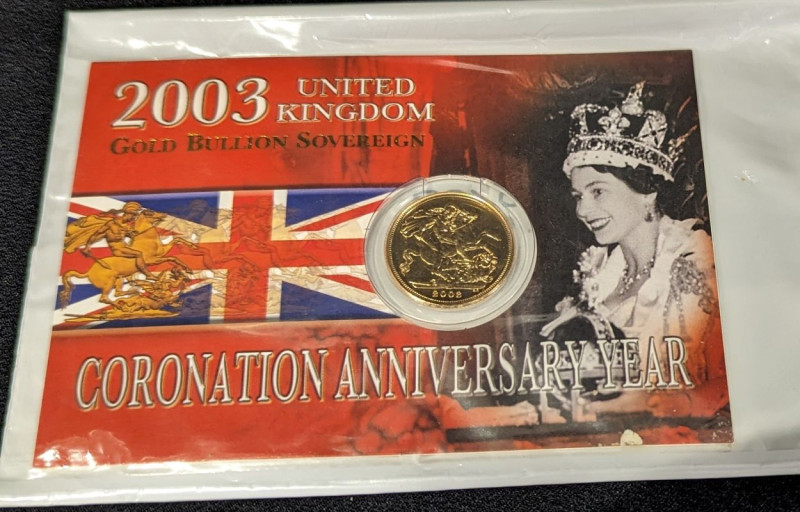 2003 UNITED
KINGDOM
GOLD BULLION SOVEREIGN
2003
CORONATION ANNIVERSARY YEAR